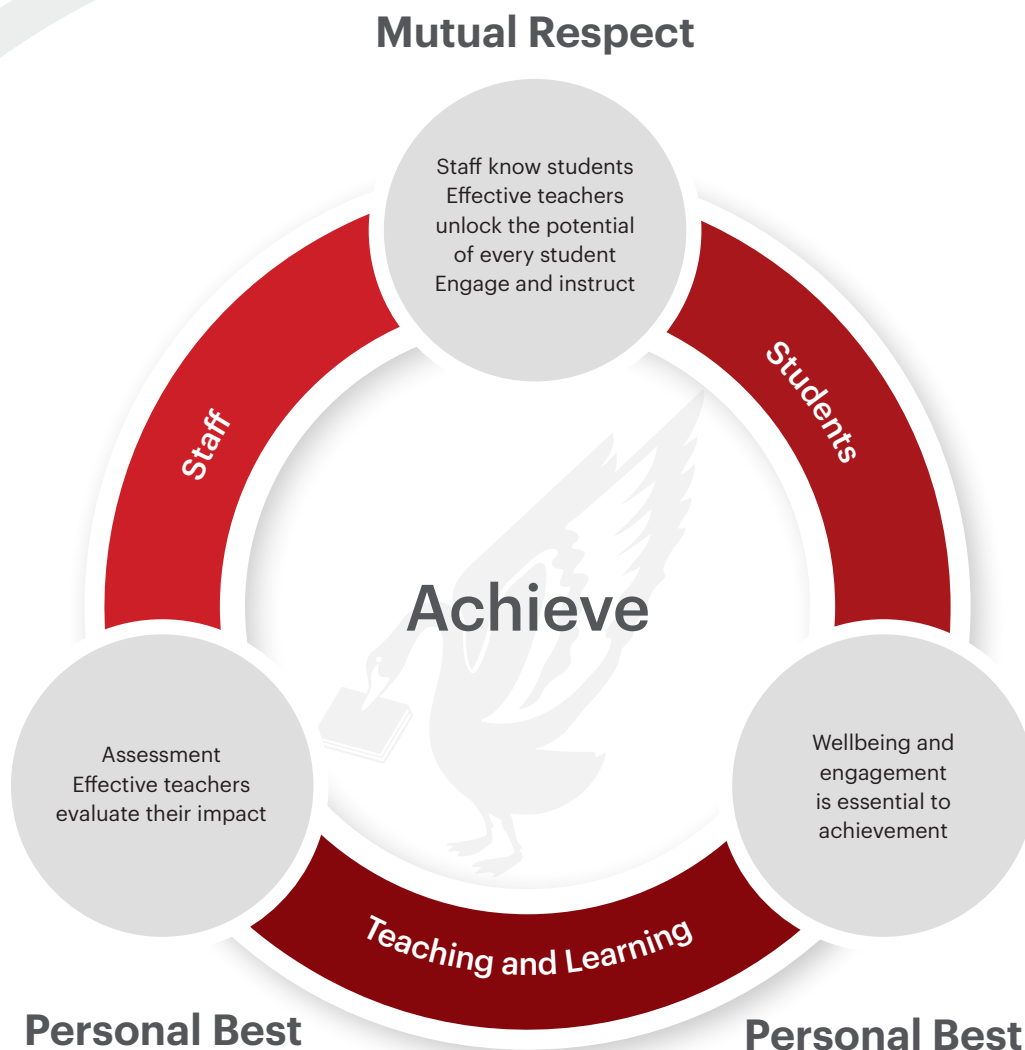 Mutual Respect
Staff know students
Effective teachers
unlock the potential
of every student
Engage and instruct
Students
Staff
Achieve
Assessment
Effective teachers
evaluate their impact
Wellbeing and
engagement
is essential to
achievement
Teaching and Learning
Personal Best
Personal Best